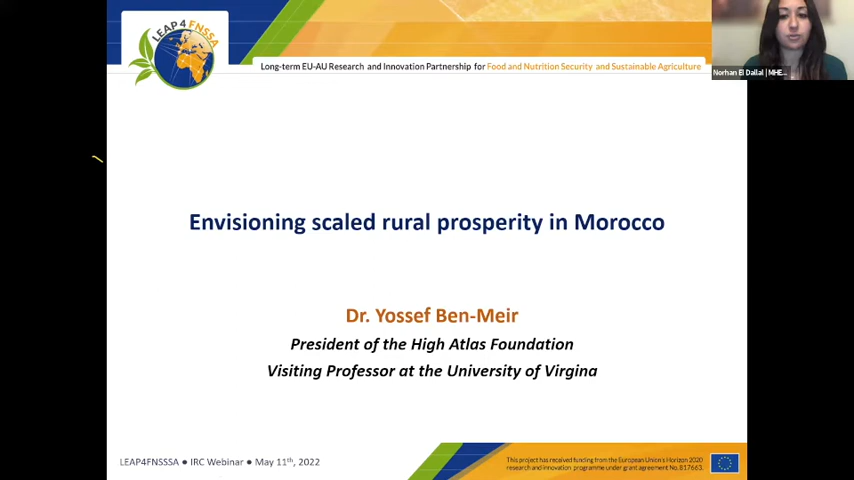 LEAP 4 FNSSA
Long-term EU-AU Research and Innovation Partnership for Food and Nutrition Security and Sustainable Agriculture
Norhan El Dallal | MHE...
Envisioning scaled rural prosperity in Morocco
Dr. Yossef Ben-Meir
President of the High Atlas Foundation
Visiting Professor at the University of Virgina
LEAP4FNSSSA ● IRC Webinar ● May 11th, 2022
This project has received funding from the European Union's Horizon 2020
research and innovation programme under grant agreement No.817663.